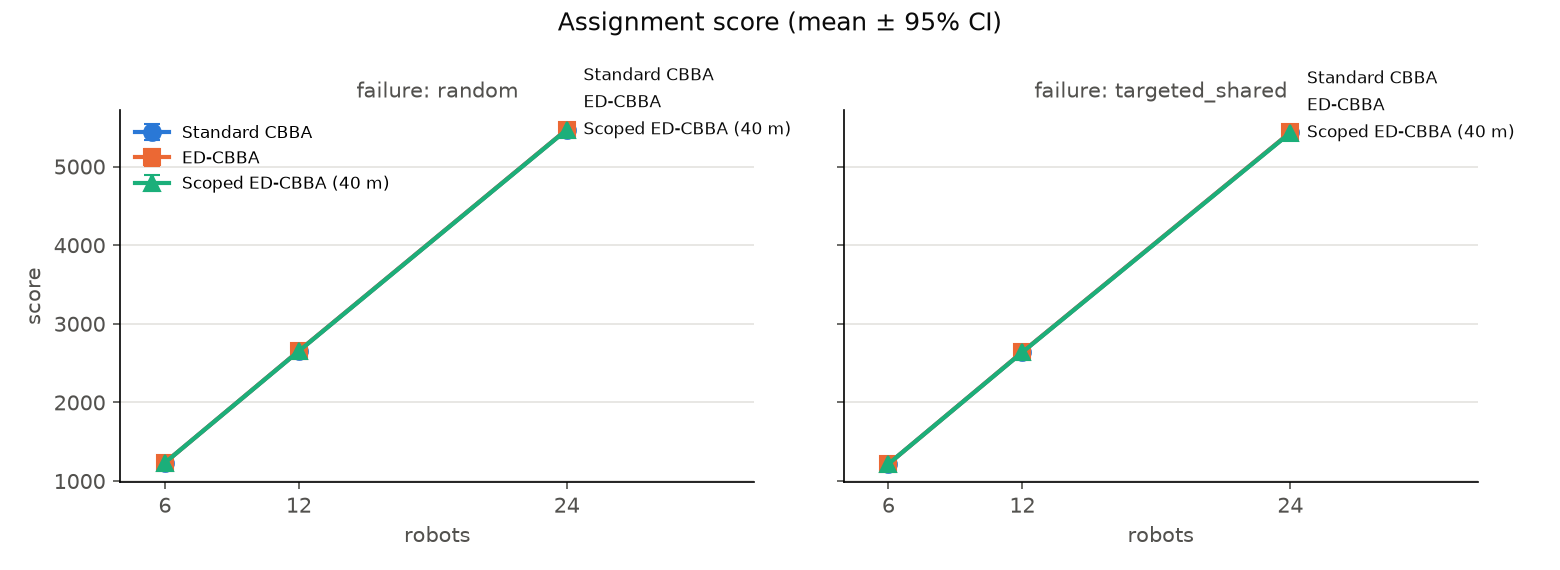 Assignment score (mean ± 95% CI)
failure: random
Standard CBBA
ED-CBBA
Scoped ED-CBBA (40 m)
Standard CBBA
ED-CBBA
Scoped ED-CBBA (40 m)
5000
4000
3000
2000
1000
score
6
12
24
robots
failure: targeted_shared
Standard CBBA
ED-CBBA
Scoped ED-CBBA (40 m)
6
12
24
robots